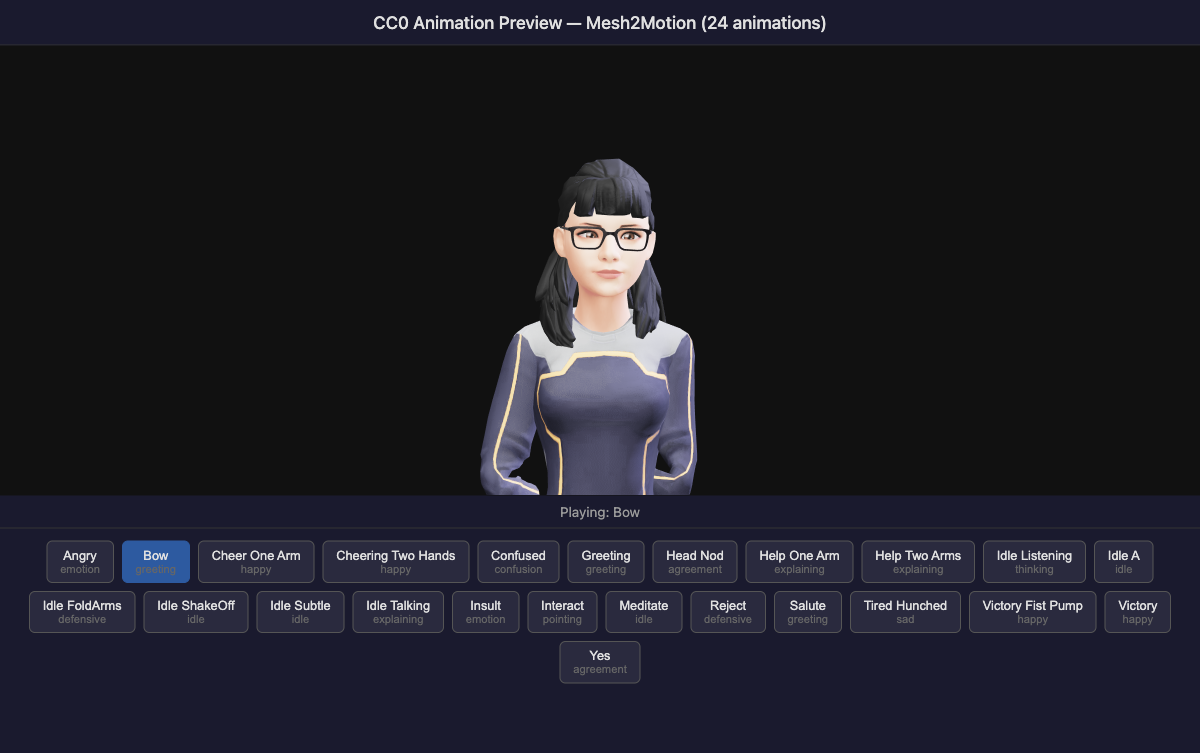 CC0 Animation Preview — Mesh2Motion (24 animations)
Playing: Bow
Angry
emotion
Bow
greeting
Cheer One Arm
happy
Cheering Two Hands
happy
Confused
confusion
Greeting
greeting
Head Nod
agreement
Help One Arm
explaining
Help Two Arms
explaining
Idle Listening
thinking
Idle A
idle
Idle FoldArms
defensive
Idle ShakeOff
idle
Idle Subtle
idle
Idle Talking
explaining
Insult
emotion
Interact
pointing
Meditate
idle
Reject
defensive
Salute
greeting
Tired Hunched
sad
Victory Fist Pump
happy
Victory
happy
Yes
agreement